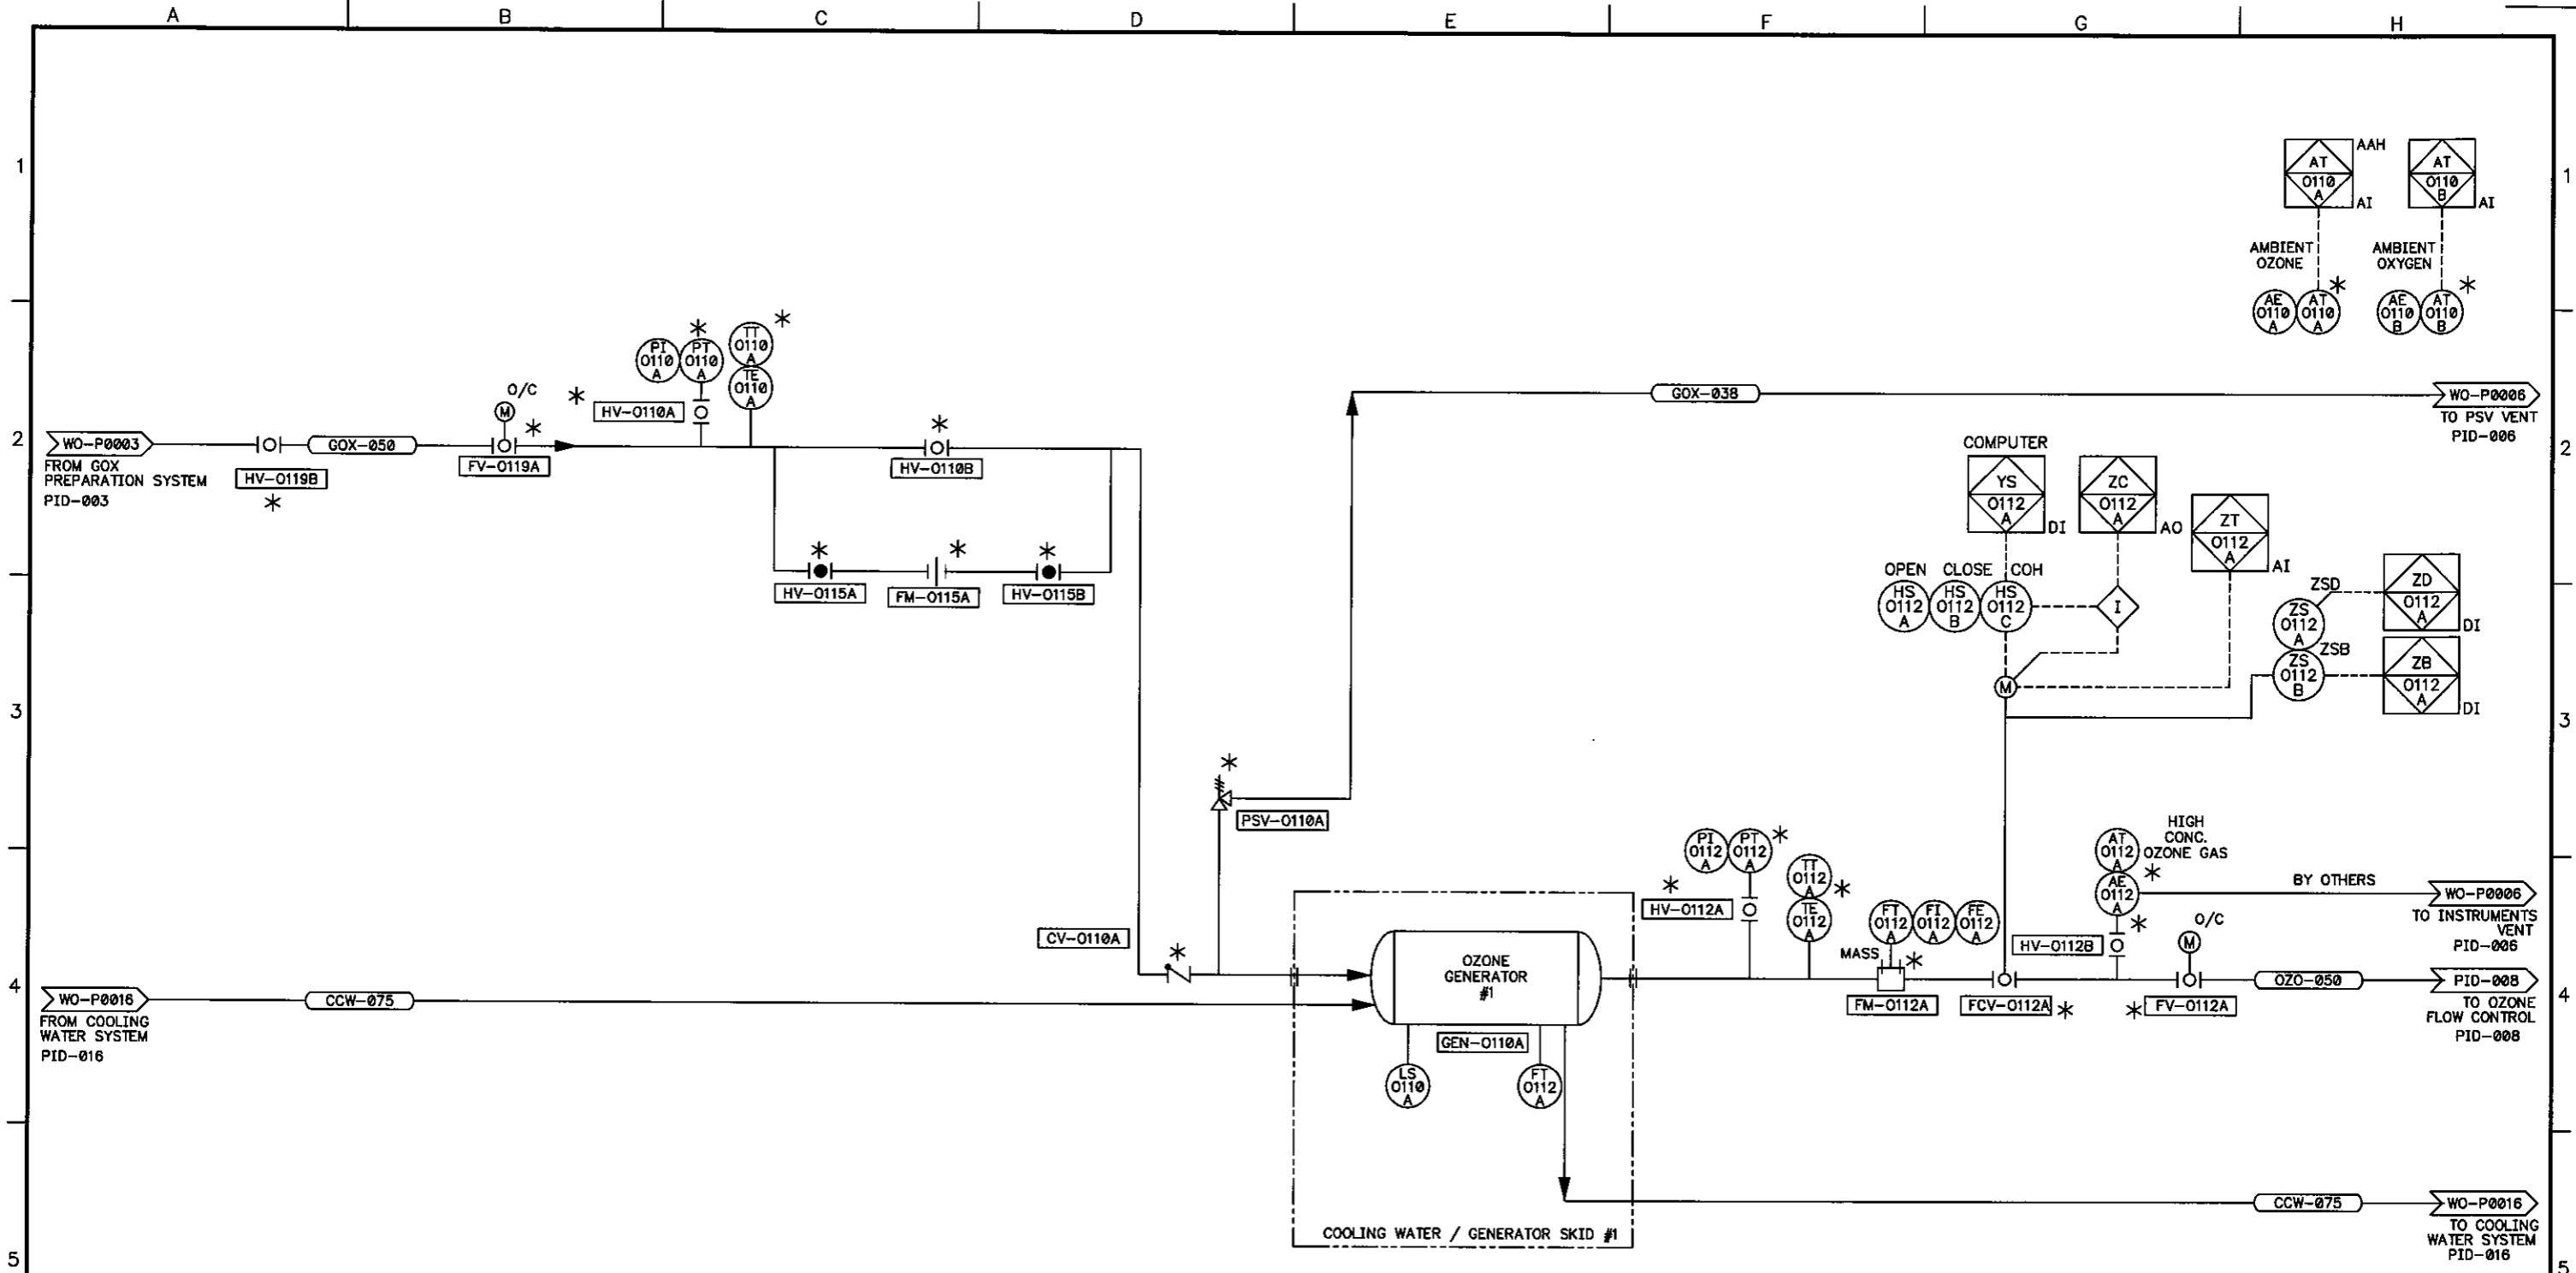 A
B
C
D
E
F
G
H
1
1
AT
0110
A
AAH
AI
AT
0110
B
AI
AMBIENT
OZONE
AMBIENT
OXYGEN
AE
0110
A
AT
0110
A
AE
0110
B
AT
0110
B
PI
0110
A
PT
0110
A
TT
0110
A
TE
0110
A
2
2
WO-P0003
FROM GOX
PREPARATION SYSTEM
PID-003
HV-0119B
GOX-050
O/C
M
FV-0119A
HV-0110A
HV-0110B
HV-0115A
FM-0115A
HV-0115B
GOX-038
WO-P0006
TO PSV VENT
PID-006
COMPUTER
YS
0112
A
DI
ZC
0112
A
AO
ZT
0112
A
AI
OPEN
CLOSE
COH
HS
0112
A
HS
0112
B
HS
0112
C
I
M
ZSD
ZS
0112
A
ZSB
ZS
0112
B
ZD
0112
A
DI
ZB
0112
A
DI
3
3
PSV-0110A
PI
0112
A
PT
0112
A
TT
0112
A
TE
0112
A
HV-0112A
AT
0112
A
AE
0112
A
HIGH
CONC.
OZONE GAS
BY OTHERS
WO-P0006
TO INSTRUMENTS
VENT
PID-006
CV-0110A
FT
0112
A
FI
0112
A
FE
0112
A
MASS
HV-0112B
O/C
M
4
4
WO-P0016
FROM COOLING
WATER SYSTEM
PID-016
CCW-075
OZONE
GENERATOR
#1
GEN-0110A
LS
0110
A
FT
0112
A
FM-0112A
FCV-0112A
FV-0112A
OZO-050
PID-008
TO OZONE
FLOW CONTROL
PID-008
CCW-075
WO-P0016
TO COOLING
WATER SYSTEM
PID-016
COOLING WATER / GENERATOR SKID #1
5
5